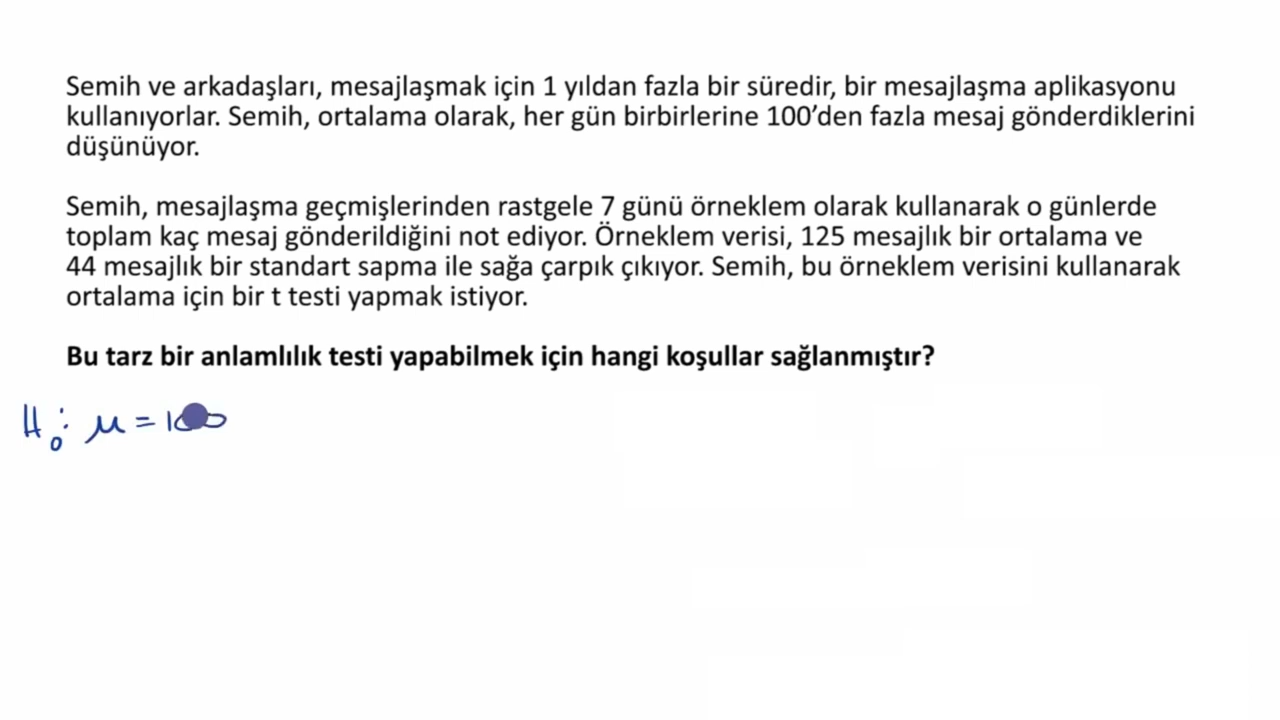 Semih ve arkadaşları, mesajlaşmak için 1 yıldan fazla bir süredir, bir mesajlaşma aplikasyonu
kullanıyorlar. Semih, ortalama olarak, her gün birbirlerine 100’den fazla mesaj gönderdiklerini
düşünüyor.
Semih, mesajlaşma geçmişlerinden rastgele 7 günü örneklem olarak kullanarak o günlerde
toplam kaç mesaj gönderildiğini not ediyor. Örneklem verisi, 125 mesajlık bir ortalama ve
44 mesajlık bir standart sapma ile sağa çarpık çıkıyor. Semih, bu örneklem verisini kullanarak
ortalama için bir t testi yapmak istiyor.
Bu tarz bir anlamlılık testi yapabilmek için hangi koşullar sağlanmıştır?
H₀: μ = 100